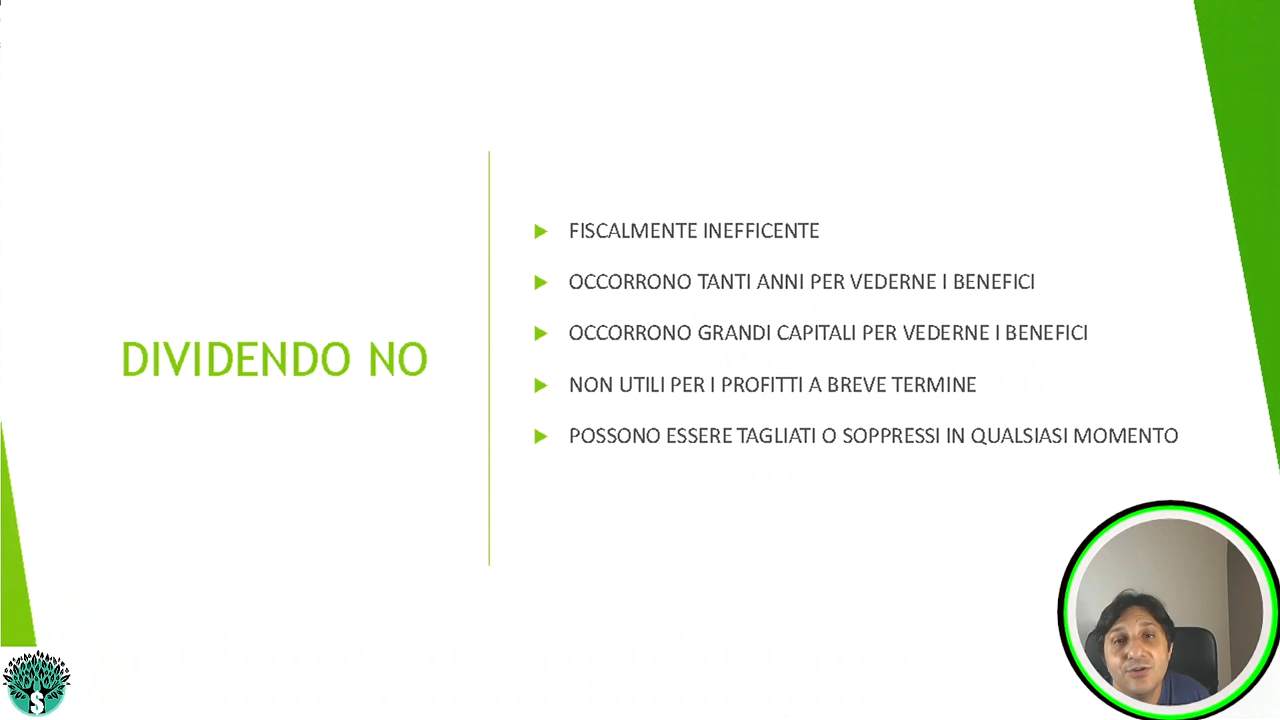 DIVIDENDO NO
FISCALMENTE INEFFICENTE
OCCORRONO TANTI ANNI PER VEDERNE I BENEFICI
OCCORRONO GRANDI CAPITALI PER VEDERNE I BENEFICI
NON UTILI PER I PROFITTI A BREVE TERMINE
POSSONO ESSERE TAGLIATI O SOPPRESSI IN QUALSIASI MOMENTO
$